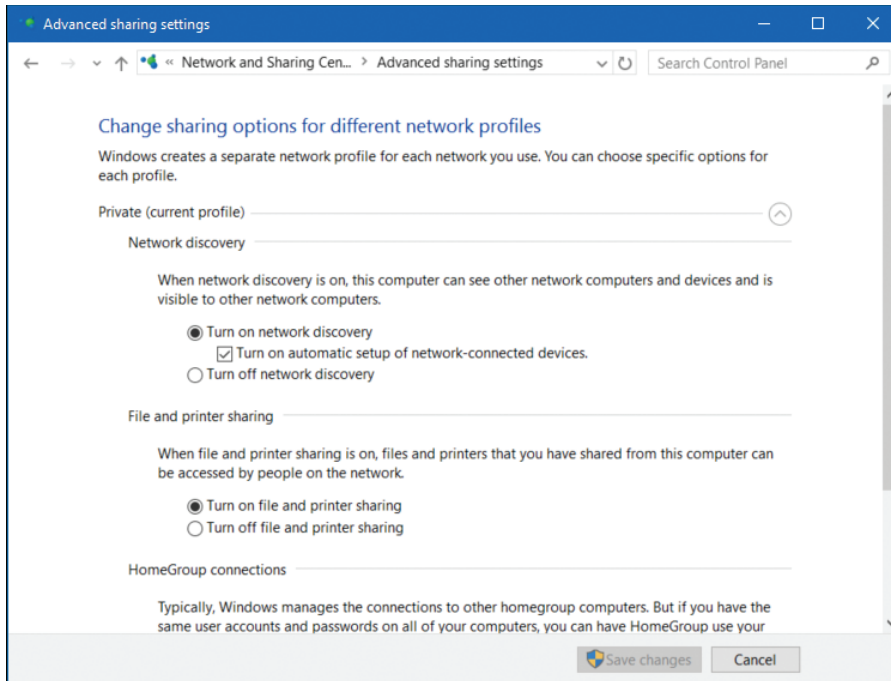 Advanced sharing settings
« Network and Sharing Cen... > Advanced sharing settings
Search Control Panel
Change sharing options for different network profiles
Windows creates a separate network profile for each network you use. You can choose specific options for
each profile.
Private (current profile)
Network discovery
When network discovery is on, this computer can see other network computers and devices and is
visible to other network computers.
Turn on network discovery
Turn on automatic setup of network-connected devices.
Turn off network discovery
File and printer sharing
When file and printer sharing is on, files and printers that you have shared from this computer can
be accessed by people on the network.
Turn on file and printer sharing
Turn off file and printer sharing
HomeGroup connections
Typically, Windows manages the connections to other homegroup computers. But if you have the
same user accounts and passwords on all of your computers, you can have HomeGroup use your
Save changes
Cancel